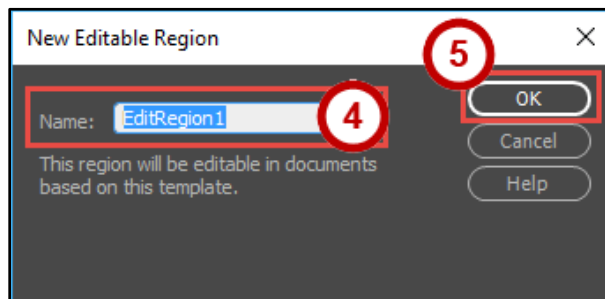 New Editable Region
5
OK
Name: EditRegion1
4
Cancel
This region will be editable in documents
based on this template.
Help